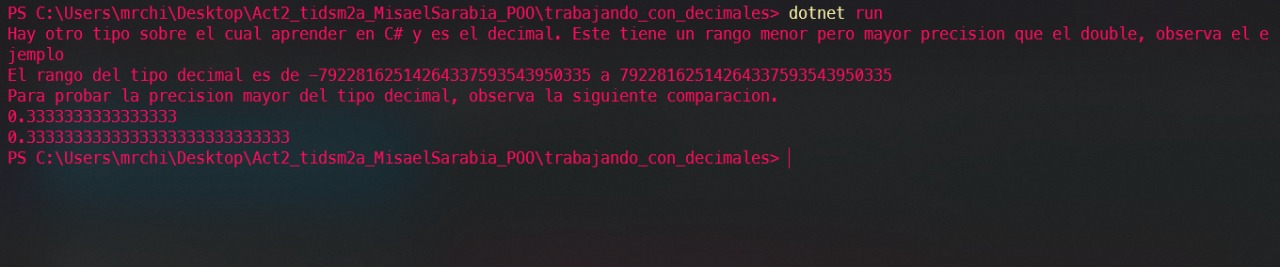 PS C:\Users\mrchi\Desktop\Act2_tidsm2a_MisaelSarabia_POO\trabajando_con_decimales> dotnet run
Hay otro tipo sobre el cual aprender en C# y es el decimal. Este tiene un rango menor pero mayor precision que el double, observa el e
jemplo
El rango del tipo decimal es de -79228162514264337593543950335 a 79228162514264337593543950335
Para probar la precision mayor del tipo decimal, observa la siguiente comparacion.
0.3333333333333333
0.3333333333333333333333333333
PS C:\Users\mrchi\Desktop\Act2_tidsm2a_MisaelSarabia_POO\trabajando_con_decimales>